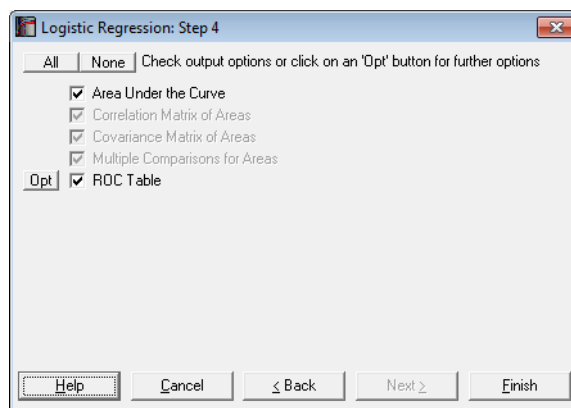 Logistic Regression: Step 4
All None Check output options or click on an 'Opt' button for further options
Area Under the Curve
Correlation Matrix of Areas
Covariance Matrix of Areas
Multiple Comparisons for Areas
Opt ROC Table
Help Cancel < Back Next > Finish